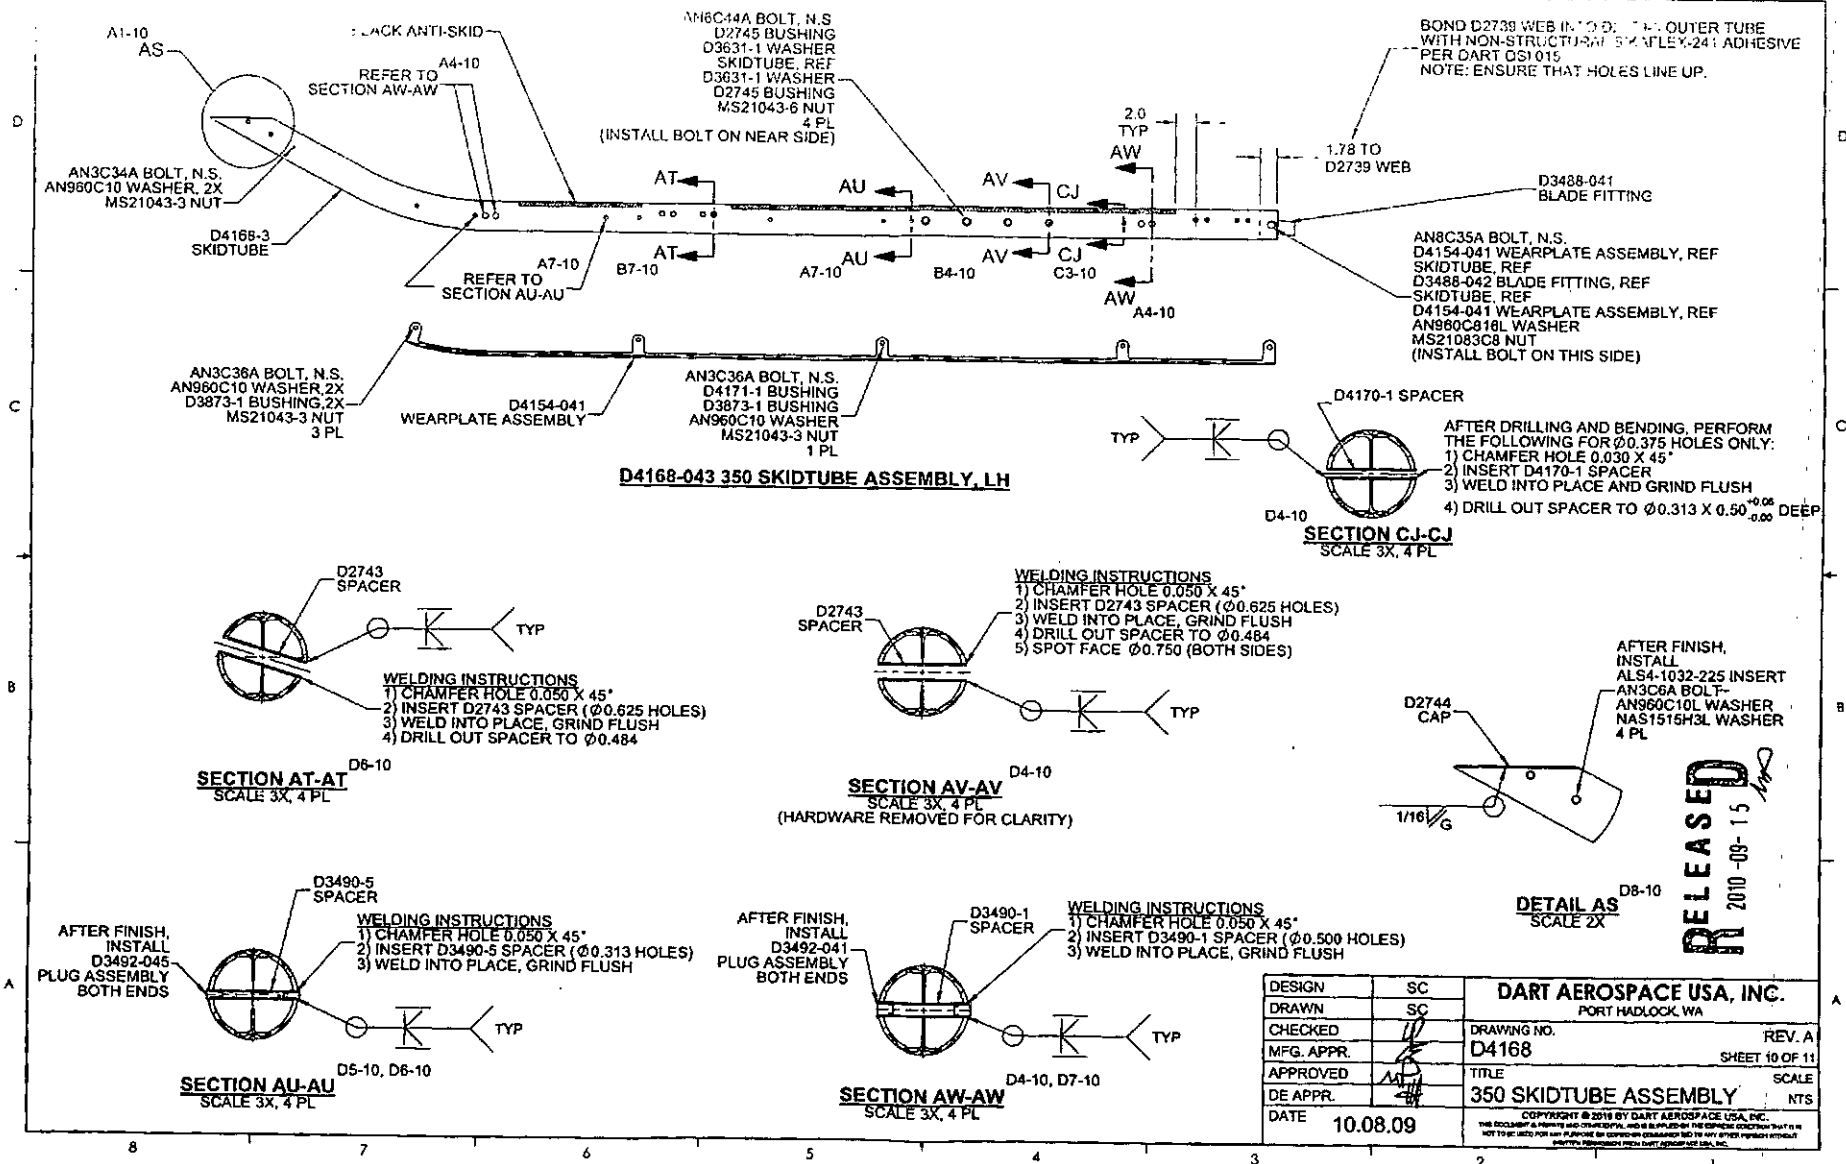 A1-10
AS
ANTI-SKID
REFER TO
SECTION AW-AW
A4-10
AN6C44A BOLT, N.S
D2745 BUSHING
D3631-1 WASHER
SKIDTUBE, REF
D3631-1 WASHER
D2745 BUSHING
MS21043-6 NUT
4 PL
(INSTALL BOLT ON NEAR SIDE)
BOND D2739 WEB OUTER TUBE
WITH NON-STRUCTURAL ADHESIVE
PER DART QSI 015
NOTE: ENSURE THAT HOLES LINE UP.
2.0
TYP
1.78 TO
D2739 WEB
D3488-041
BLADE FITTING
AN3C34A BOLT, N.S.
AN960C10 WASHER, 2X
MS21043-3 NUT
D4168-3
SKIDTUBE
REFER TO
SECTION AU-AU
A7-10
AT
AT
B7-10
AU
AU
A7-10
AV
AV
B4-10
CJ
CJ
C3-10
AW
AW
A4-10
AN8C35A BOLT, N.S.
D4154-041 WEARPLATE ASSEMBLY, REF
SKIDTUBE, REF
D3488-042 BLADE FITTING, REF
SKIDTUBE, REF
D4154-041 WEARPLATE ASSEMBLY, REF
AN960C816L WASHER
MS21083C8 NUT
(INSTALL BOLT ON THIS SIDE)
AN3C36A BOLT, N.S.
AN960C10 WASHER,2X
D3873-1 BUSHING,2X
MS21043-3 NUT
3 PL
D4154-041
WEARPLATE ASSEMBLY
AN3C36A BOLT, N.S.
D4171-1 BUSHING
D3873-1 BUSHING
AN960C10 WASHER
MS21043-3 NUT
1 PL
D4168-043 350 SKIDTUBE ASSEMBLY, LH
TYP
D4170-1 SPACER
AFTER DRILLING AND BENDING, PERFORM
THE FOLLOWING FOR Ø0.375 HOLES ONLY:
1) CHAMFER HOLE 0.030 X 45°
2) INSERT D4170-1 SPACER
3) WELD INTO PLACE AND GRIND FLUSH
4) DRILL OUT SPACER TO Ø0.313 X 0.50 +0.06 -0.00 DEEP
D4-10
SECTION CJ-CJ
SCALE 3X, 4 PL
D2743
SPACER
TYP
WELDING INSTRUCTIONS
1) CHAMFER HOLE 0.050 X 45°
2) INSERT D2743 SPACER (Ø0.625 HOLES)
3) WELD INTO PLACE, GRIND FLUSH
4) DRILL OUT SPACER TO Ø0.484
D6-10
SECTION AT-AT
SCALE 3X, 4 PL
D2743
SPACER
WELDING INSTRUCTIONS
1) CHAMFER HOLE 0.050 X 45°
2) INSERT D2743 SPACER (Ø0.625 HOLES)
3) WELD INTO PLACE, GRIND FLUSH
4) DRILL OUT SPACER TO Ø0.484
5) SPOT FACE Ø0.750 (BOTH SIDES)
TYP
D4-10
SECTION AV-AV
SCALE 3X, 4 PL
(HARDWARE REMOVED FOR CLARITY)
D2744
CAP
AFTER FINISH,
INSTALL
ALS4-1032-225 INSERT
AN3C6A BOLT
AN960C10L WASHER
NAS1515H3L WASHER
4 PL
1/16 G
D8-10
DETAIL AS
SCALE 2X
RELEASED
2010-09-15
D3490-5
SPACER
AFTER FINISH,
INSTALL
D3492-045
PLUG ASSEMBLY
BOTH ENDS
WELDING INSTRUCTIONS
1) CHAMFER HOLE 0.050 X 45°
2) INSERT D3490-5 SPACER (Ø0.313 HOLES)
3) WELD INTO PLACE, GRIND FLUSH
TYP
D5-10, D6-10
SECTION AU-AU
SCALE 3X, 4 PL
AFTER FINISH,
INSTALL
D3492-041
PLUG ASSEMBLY
BOTH ENDS
D3490-1
SPACER
WELDING INSTRUCTIONS
1) CHAMFER HOLE 0.050 X 45°
2) INSERT D3490-1 SPACER (Ø0.500 HOLES)
3) WELD INTO PLACE, GRIND FLUSH
TYP
D4-10, D7-10
SECTION AW-AW
SCALE 3X, 4 PL
DESIGN SC
DRAWN SC
CHECKED
MFG. APPR.
APPROVED
DE APPR.
DATE 10.08.09
DART AEROSPACE USA, INC.
PORT HADLOCK, WA
DRAWING NO. REV. A
D4168 SHEET 10 OF 11
TITLE SCALE
350 SKIDTUBE ASSEMBLY NTS
COPYRIGHT © 2010 BY DART AEROSPACE USA, INC.
D
C
B
A
D
C
B
A
8 7 6 5 4 3 2 1